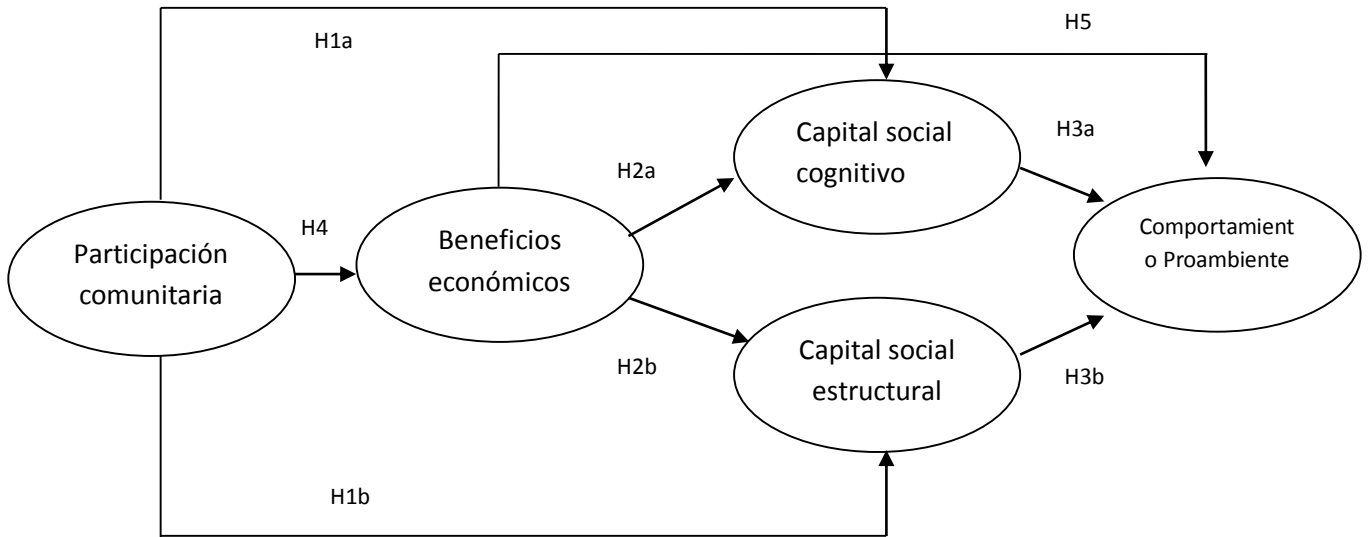 H1a
H5
Capital social
cognitivo
H3a
H2a
H4
Participación
comunitaria
Beneficios
económicos
Comportamient
o Proambiente
H2b
Capital social
estructural
H3b
H1b